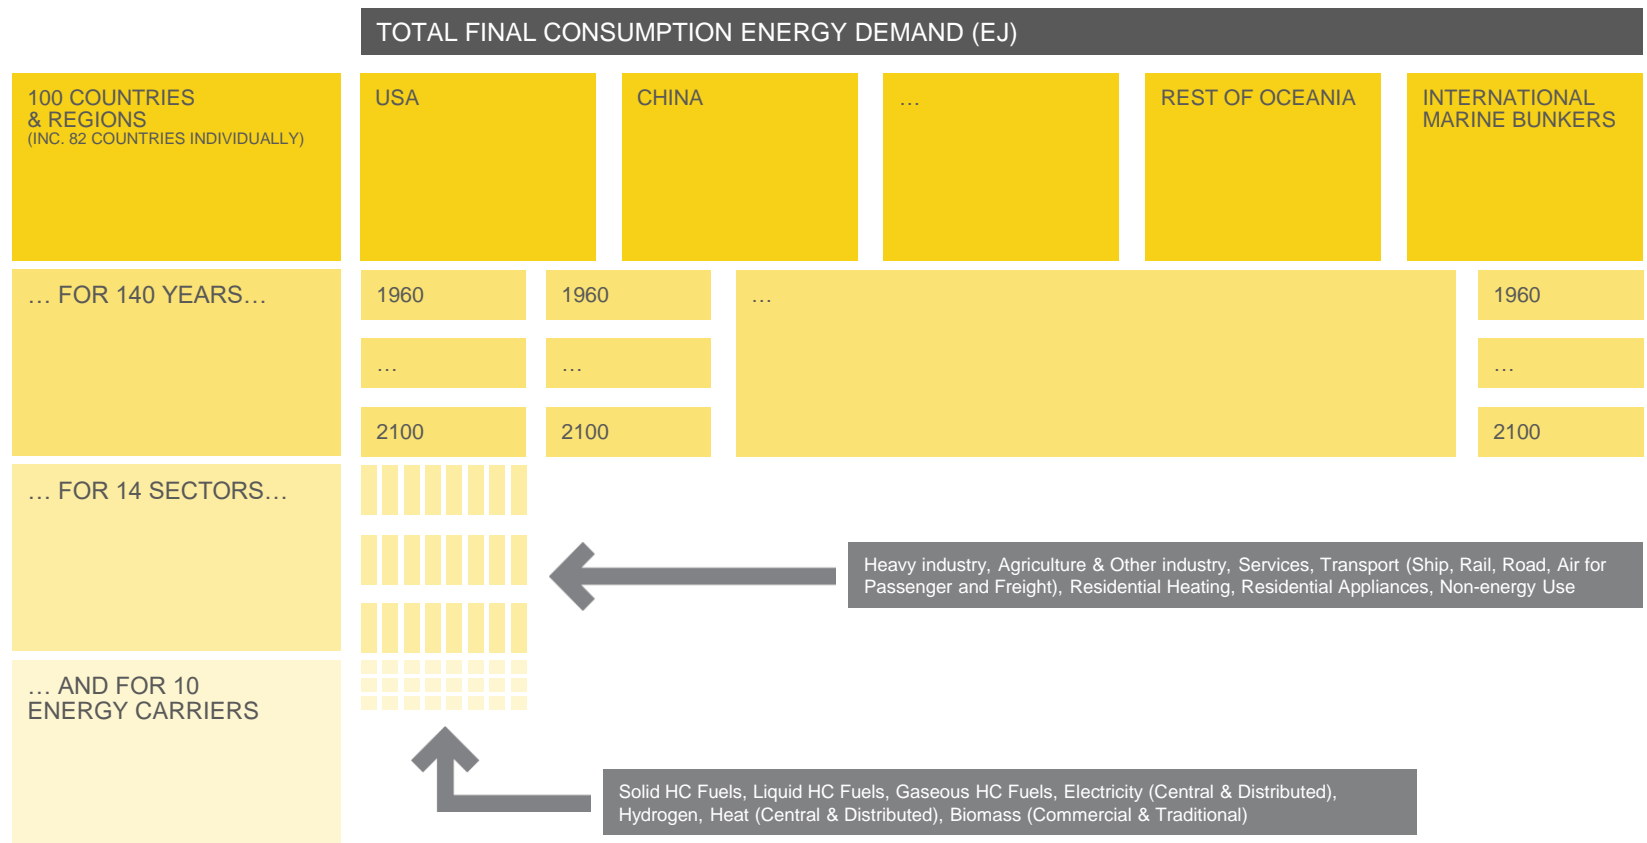 TOTAL FINAL CONSUMPTION ENERGY DEMAND (EJ)
100 COUNTRIES
& REGIONS
(INC. 82 COUNTRIES INDIVIDUALLY)
USA
CHINA
…
REST OF OCEANIA
INTERNATIONAL
MARINE BUNKERS
… FOR 140 YEARS…
1960
1960
…
1960
…
…
…
2100
2100
2100
… FOR 14 SECTORS…
Heavy industry, Agriculture & Other industry, Services, Transport (Ship, Rail, Road, Air for
Passenger and Freight), Residential Heating, Residential Appliances, Non-energy Use
… AND FOR 10
ENERGY CARRIERS
Solid HC Fuels, Liquid HC Fuels, Gaseous HC Fuels, Electricity (Central & Distributed),
Hydrogen, Heat (Central & Distributed), Biomass (Commercial & Traditional)